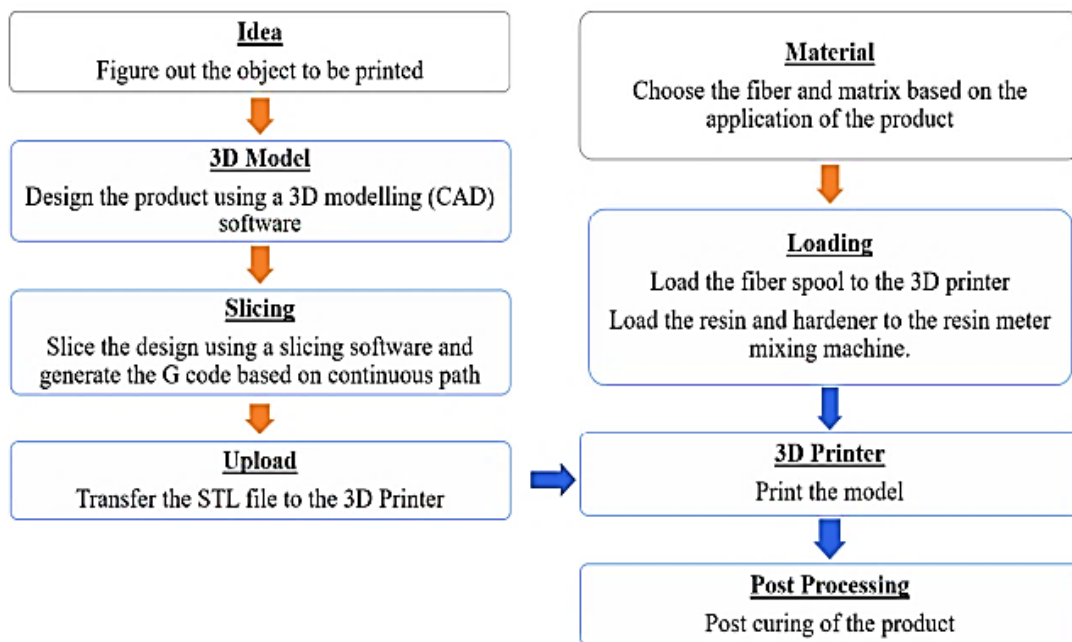 Idea
Figure out the object to be printed
3D Model
Design the product using a 3D modelling (CAD)
software
Slicing
Slice the design using a slicing software and
generate the G code based on continuous path
Upload
Transfer the STL file to the 3D Printer
Material
Choose the fiber and matrix based on the
application of the product
Loading
Load the fiber spool to the 3D printer
Load the resin and hardener to the resin meter
mixing machine.
3D Printer
Print the model
Post Processing
Post curing of the product